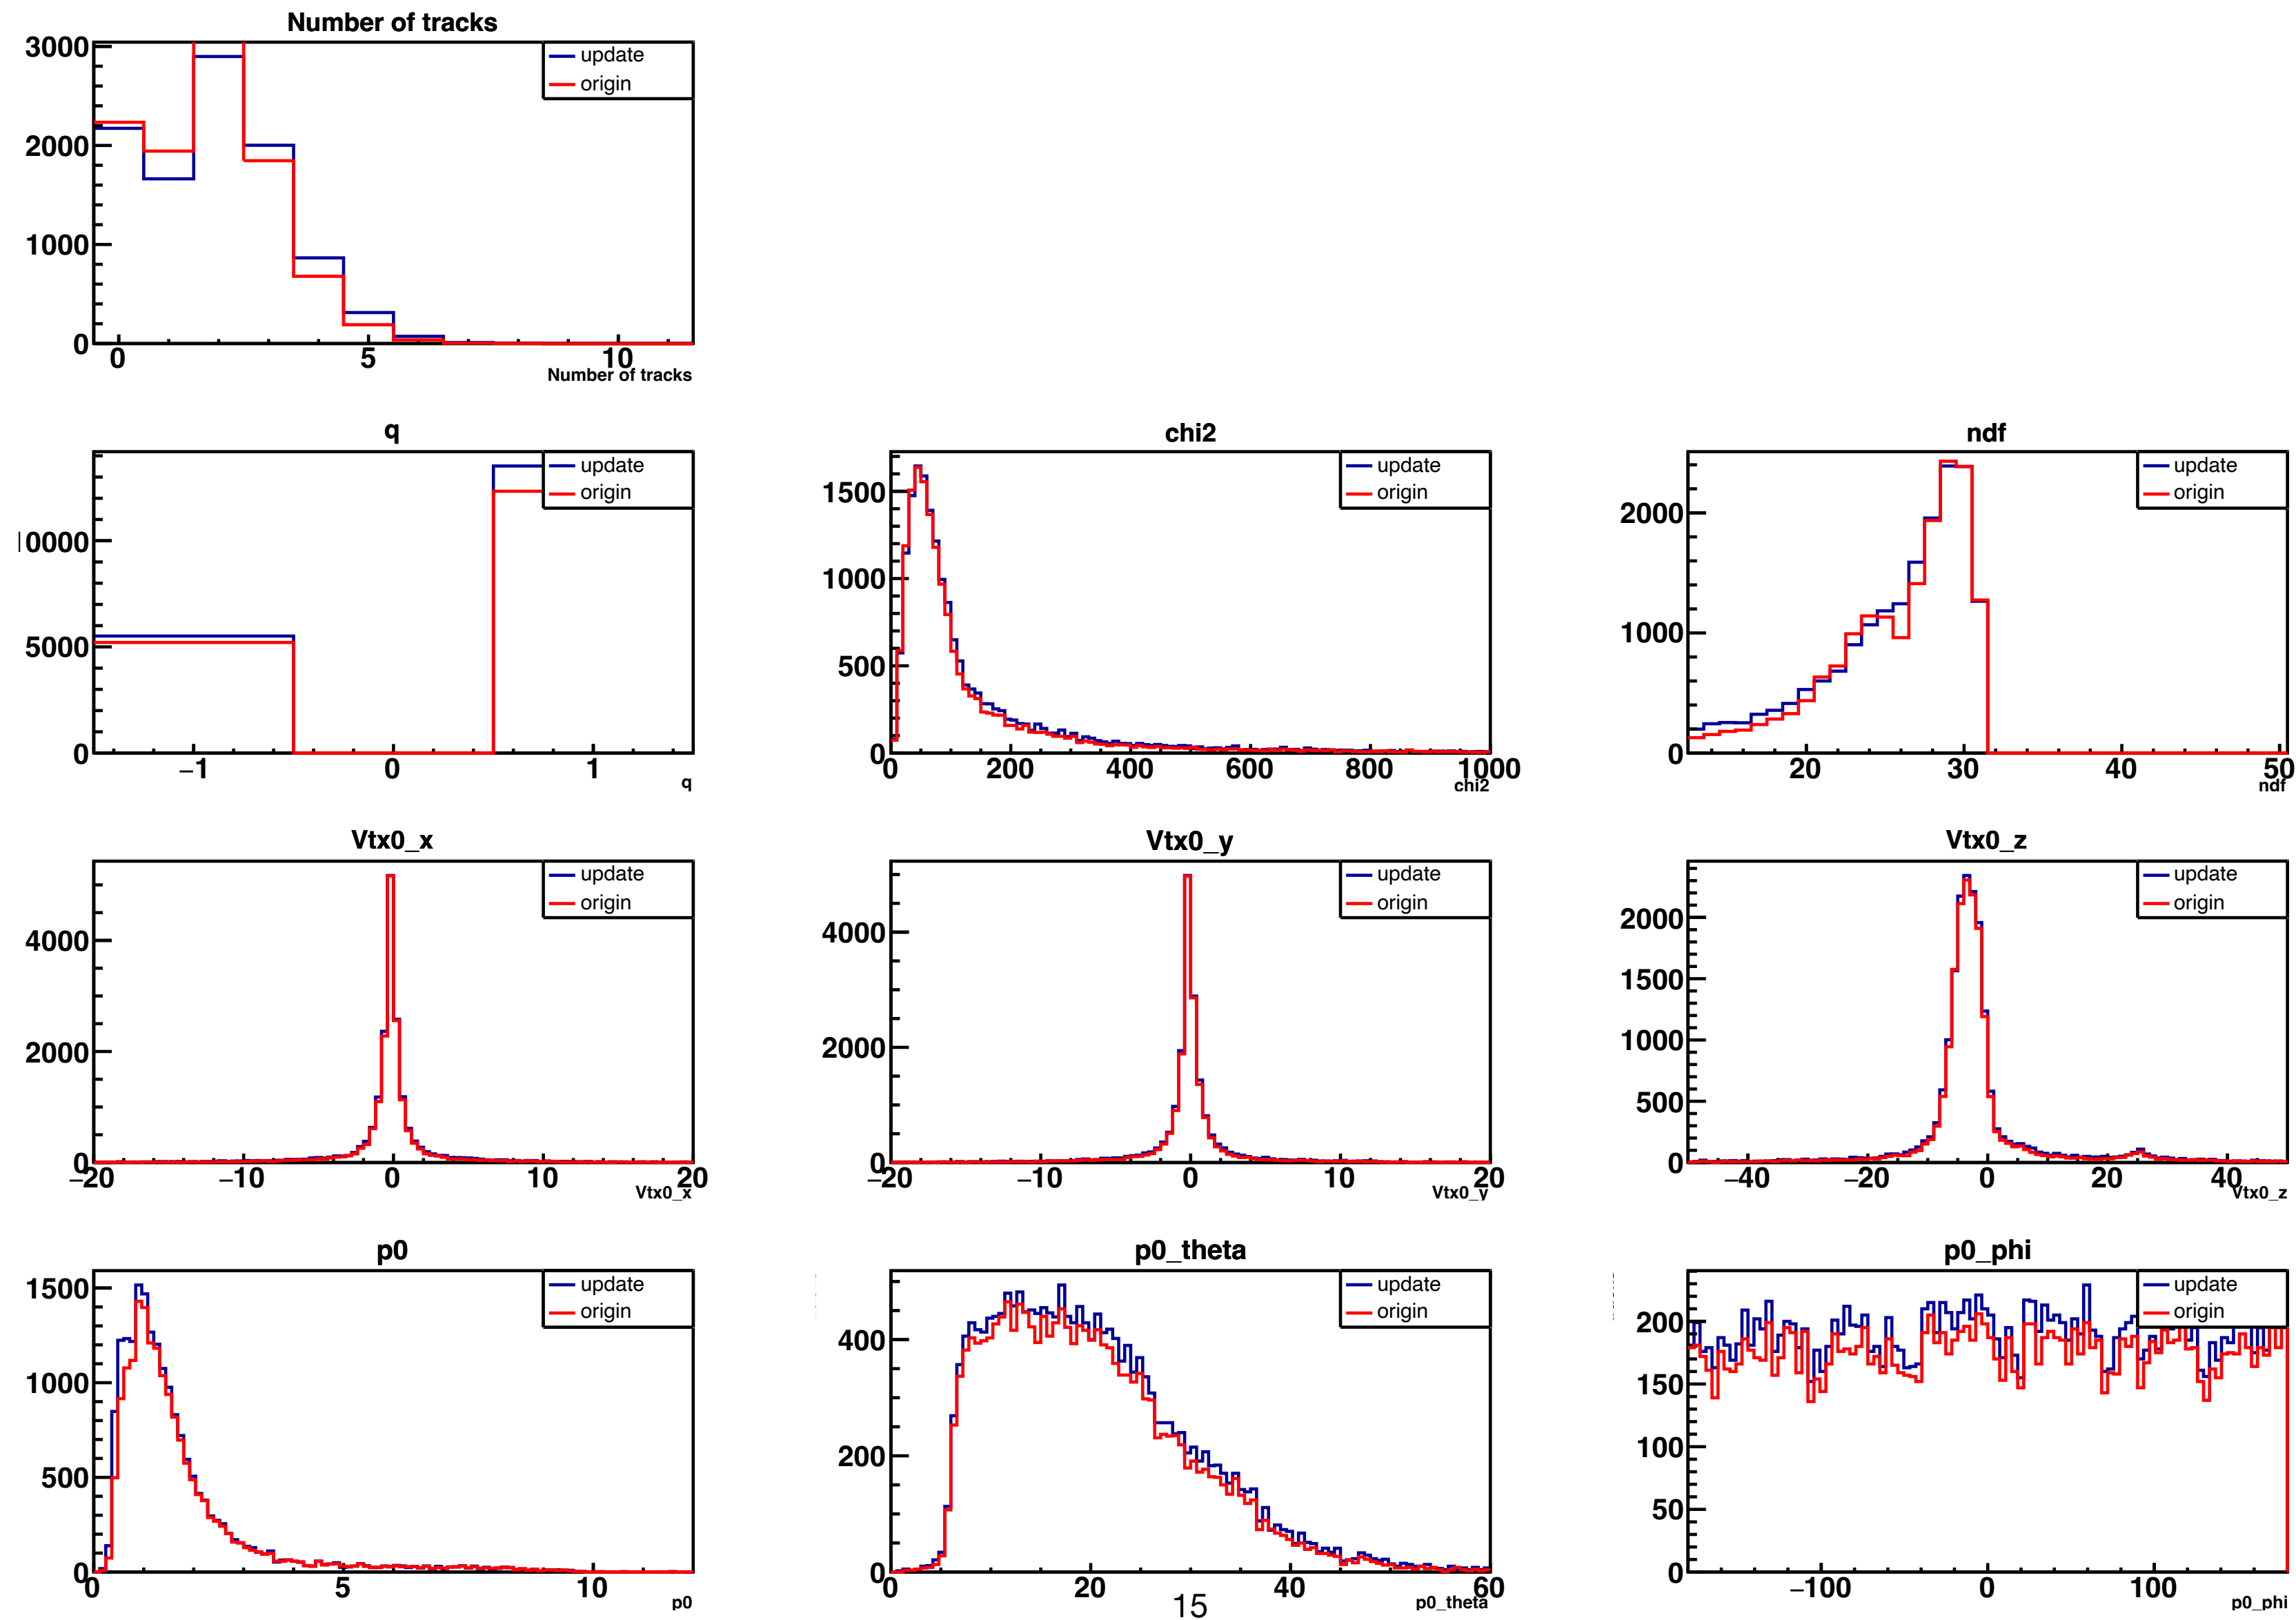 Number of tracks
3000
2000
1000
0
0 5 10
Number of tracks
update
origin
q
0000
5000
0
−1 0 1
q
update
origin
chi2
1500
1000
500
0
0 200 400 600 800 1000
chi2
update
origin
ndf
2000
1000
0
20 30 40 50
ndf
update
origin
Vtx0_x
4000
2000
0
−20 −10 0 10 20
Vtx0_x
update
origin
Vtx0_y
4000
2000
0
−20 −10 0 10 20
Vtx0_y
update
origin
Vtx0_z
2000
1500
1000
500
0
−40 −20 0 20 40
Vtx0_z
update
origin
p0
1500
1000
500
0
0 5 10
p0
update
origin
p0_theta
400
200
0
0 20 40 60
p0_theta
update
origin
p0_phi
200
150
100
50
0
−100 0 100
p0_phi
update
origin
15